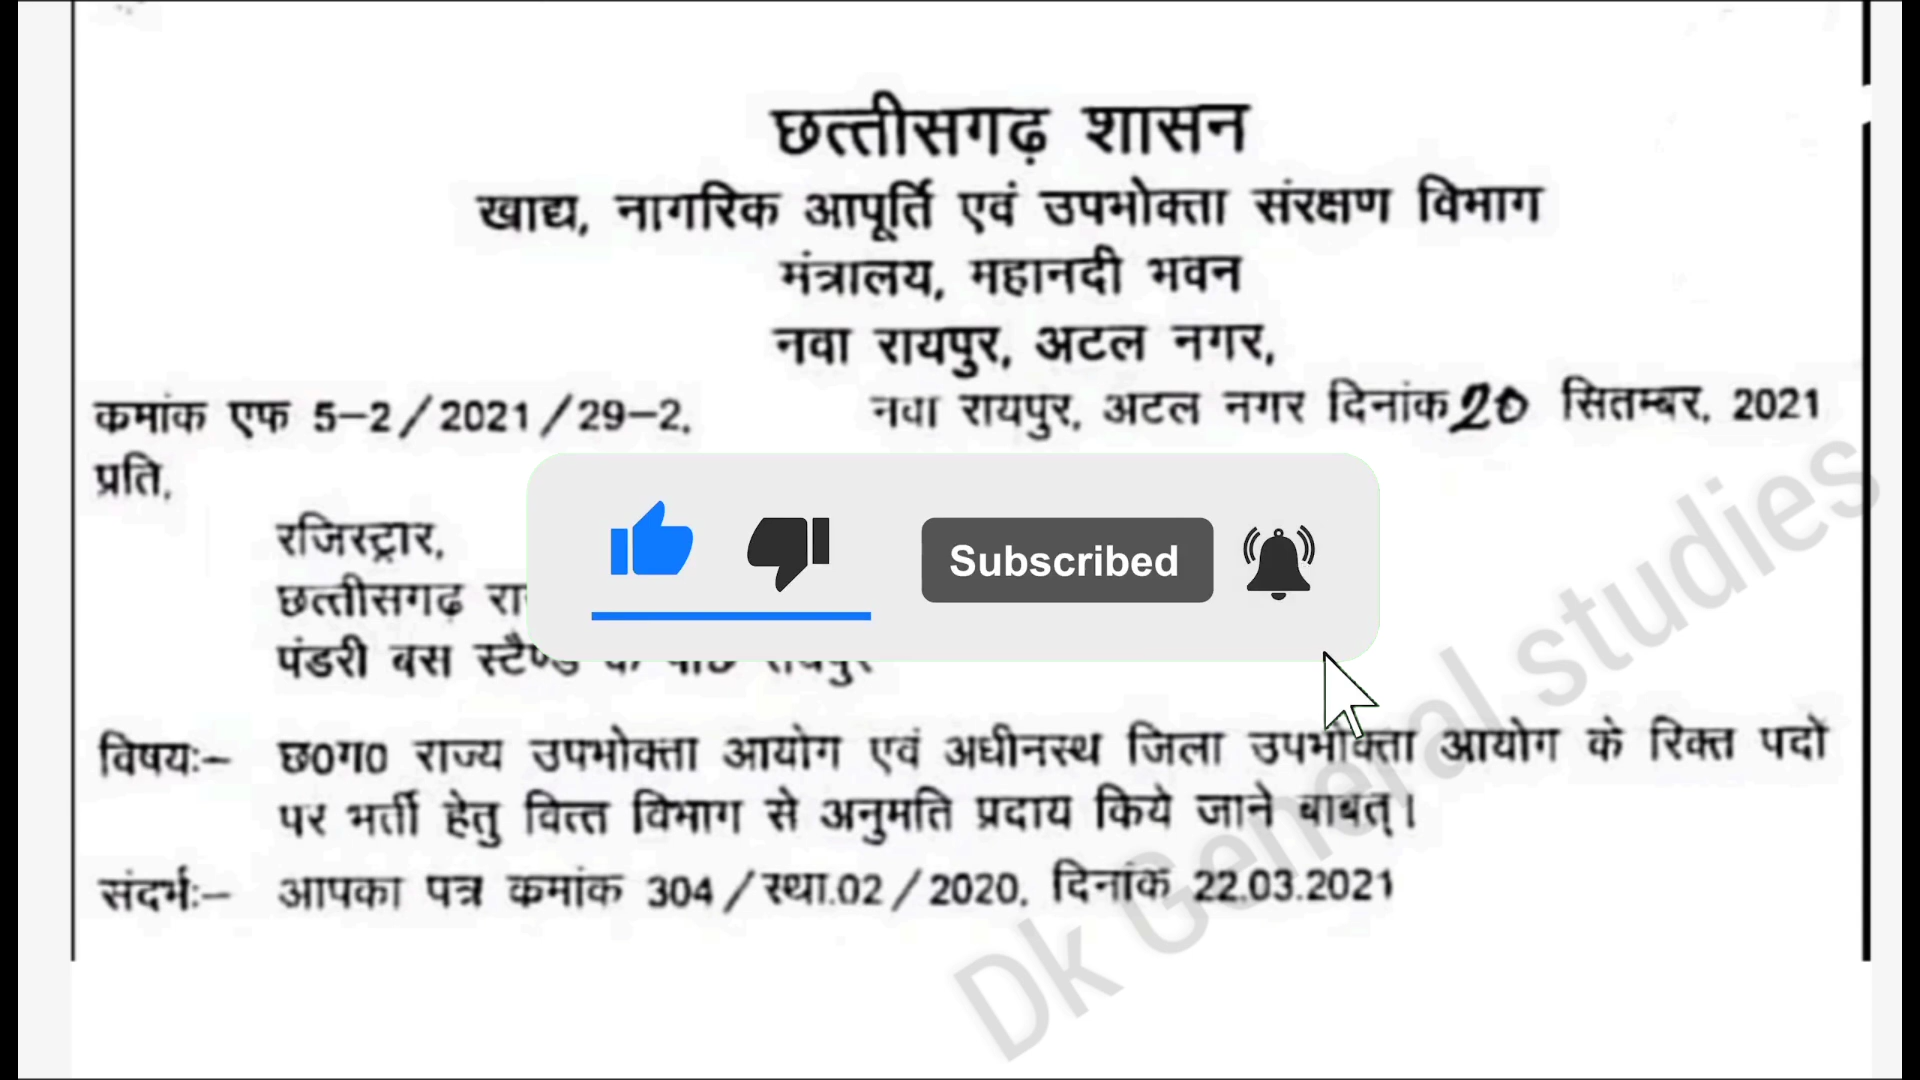 छत्तीसगढ़ शासन
खाद्य, नागरिक आपूर्ति एवं उपभोक्ता संरक्षण विभाग
मंत्रालय, महानदी भवन
नवा रायपुर, अटल नगर,
कमांक एफ 5-2/2021/29-2, नवा रायपुर, अटल नगर दिनांक 20 सितम्बर, 2021
प्रति,
रजिस्ट्रार,
छत्तीसगढ़
पंडरी बस स्टैण्ड के पीछे रायपुर
Subscribed
विषयः- छ0ग0 राज्य उपभोक्ता आयोग एवं अधीनस्थ जिला उपभोक्ता आयोग के रिक्त पदो
पर भर्ती हेतु वित्त विभाग से अनुमति प्रदाय किये जाने बाबत्।
संदर्भः- आपका पत्र कमांक 304/स्था.02/2020, दिनांक 22.03.2021
Dk General studies